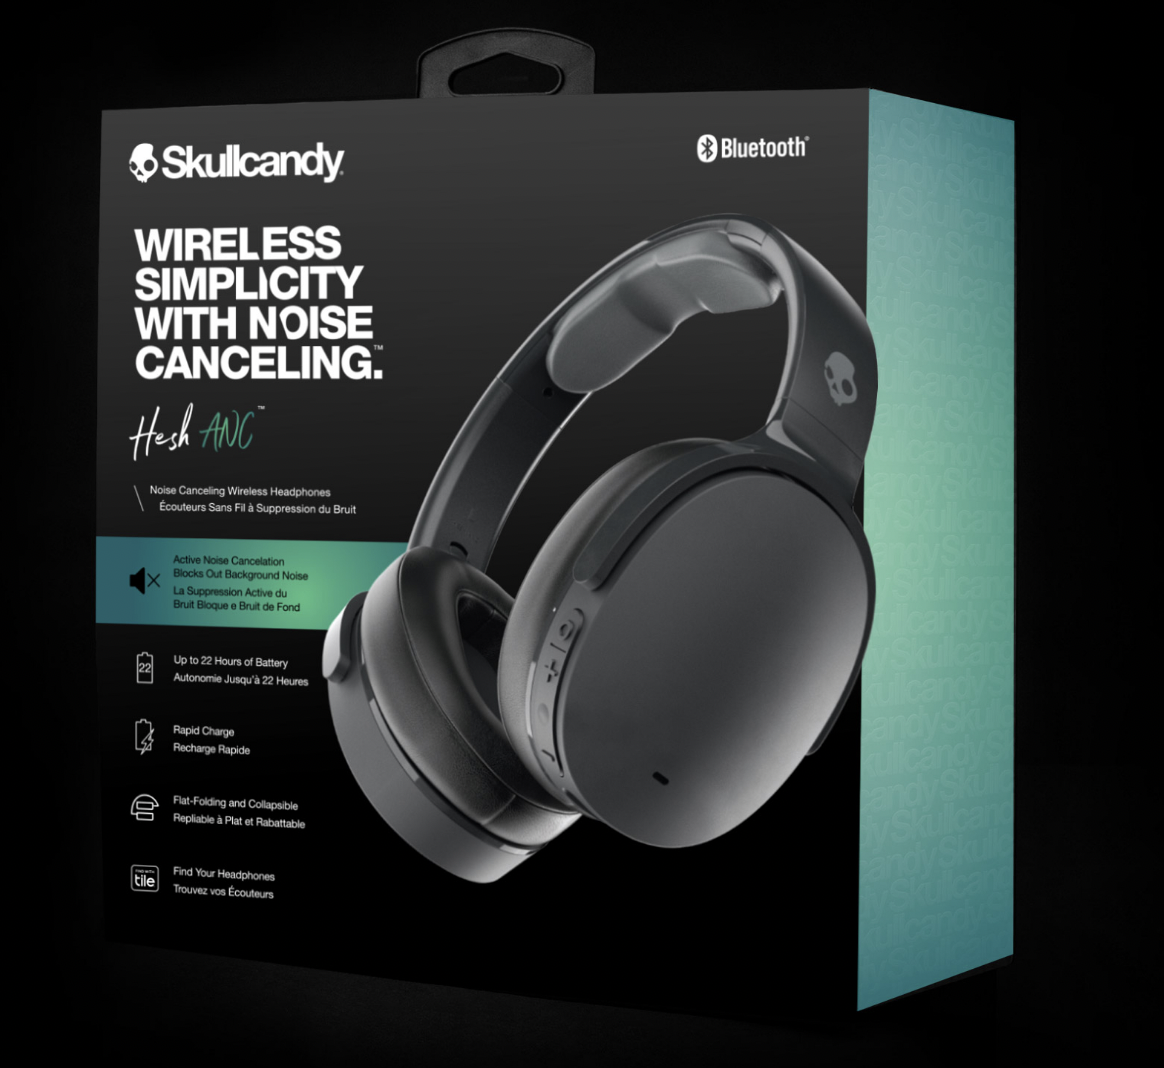 Skullcandy®
Bluetooth®
WIRELESS
SIMPLICITY
WITH NOISE
CANCELING.™
Hesh ANC™
Noise Canceling Wireless Headphones
Écouteurs Sans Fil à Suppression du Bruit
Active Noise Cancelation
Blocks Out Background Noise
La Suppression Active du
Bruit Bloque e Bruit de Fond
22
Up to 22 Hours of Battery
Autonomie Jusqu'à 22 Heures
Rapid Charge
Recharge Rapide
Flat-Folding and Collapsible
Repliable à Plat et Rabattable
tile
Find Your Headphones
Trouvez vos Écouteurs